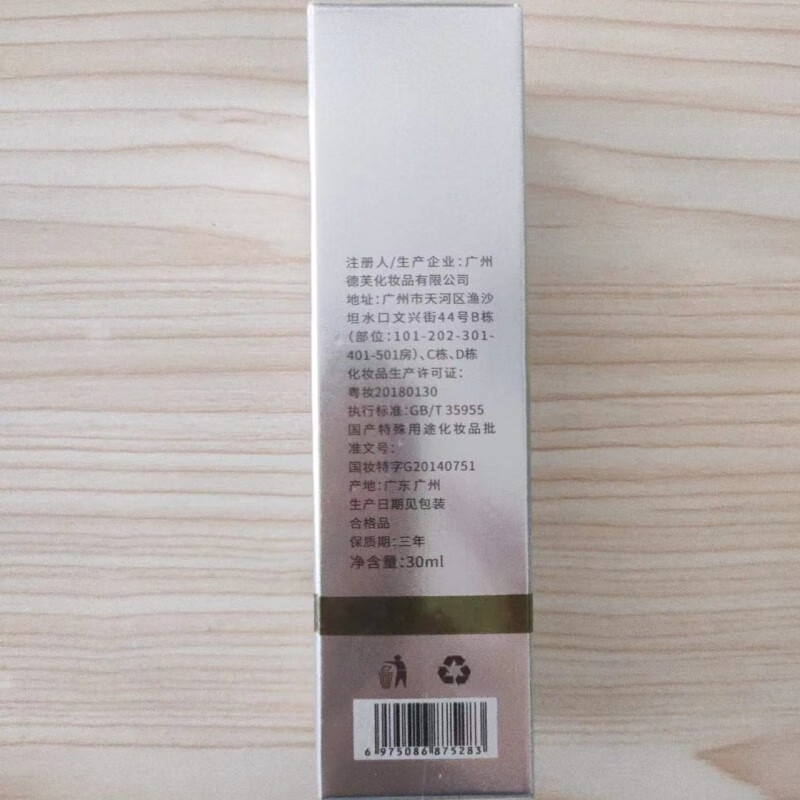 注册人/生产企业：广州
德芙化妆品有限公司
地址：广州市天河区渔沙
坦水口文兴街44号B栋
（部位：101-202-301-
401-501房）、C栋、D栋
化妆品生产许可证：
粤妆20180130
执行标准：GB/T 35955
国产特殊用途化妆品批
准文号：
国妆特字G20140751
产地：广东 广州
生产日期见包装
合格品
保质期：三年
净含量：30ml
6 975086 875283